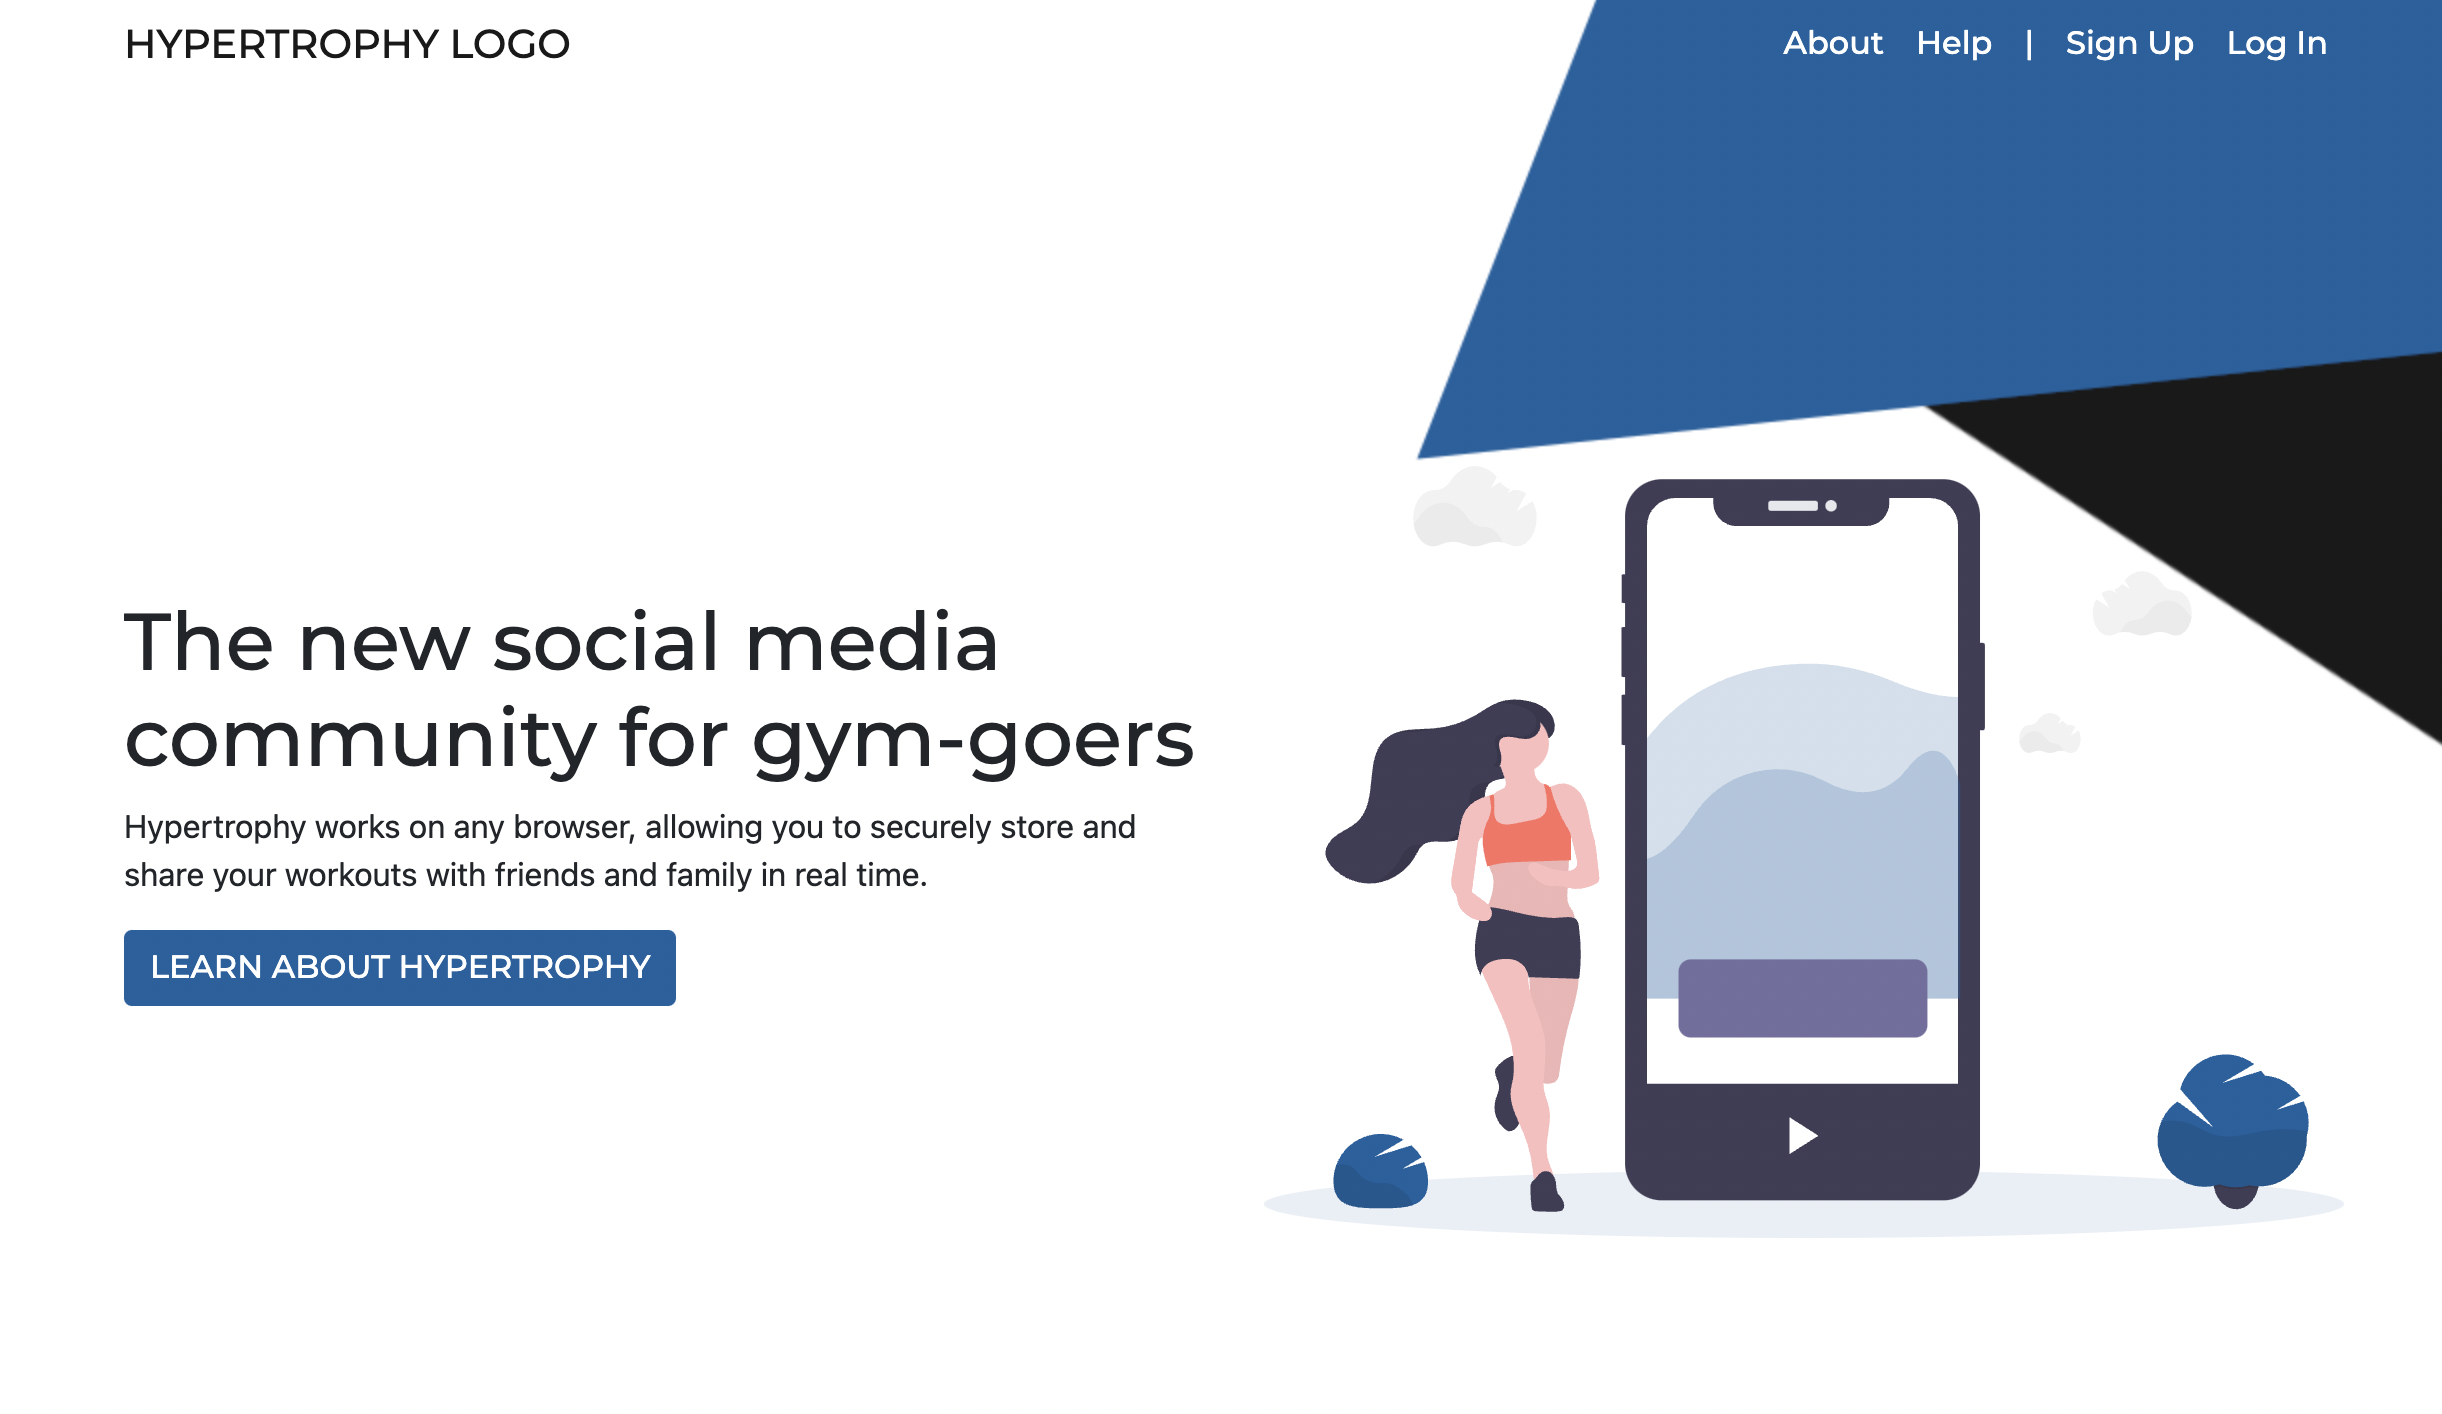 HYPERTROPHY LOGO
About Help | Sign Up Log In
The new social media
community for gym-goers
Hypertrophy works on any browser, allowing you to securely store and
share your workouts with friends and family in real time.
LEARN ABOUT HYPERTROPHY